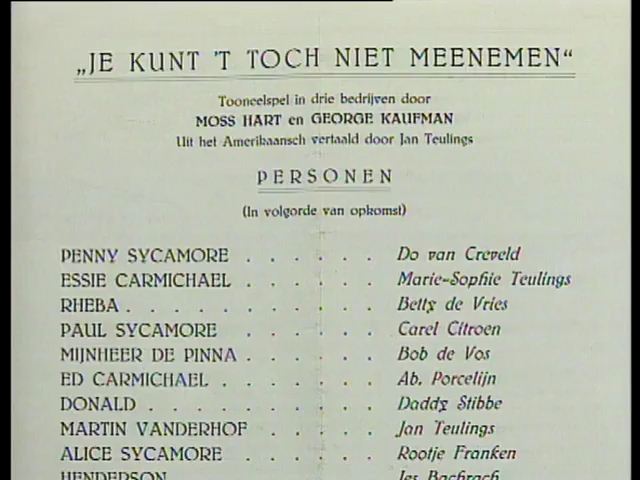 „JE KUNT 'T TOCH NIET MEENEMEN“
Tooneelspel in drie bedrijven door
MOSS HART en GEORGE KAUFMAN
Uit het Amerikaansch vertaald door Jan Teulings
PERSONEN
(In volgorde van opkomst)
PENNY SYCAMORE . . . . . . Do van Creveld
ESSIE CARMICHAEL . . . . . . Marie-Sophie Teulings
RHEBA . . . . . . . . . . . Betty de Vries
PAUL SYCAMORE . . . . . . Carel Citroen
MIJNHEER DE PINNA . . . . . . Bob de Vos
ED CARMICHAEL . . . . . . . Ab. Porcelijn
DONALD . . . . . . . . . . Daddy Stibbe
MARTIN VANDERHOF . . . . . Jan Teulings
ALICE SYCAMORE . . . . . . . Rootje Franken
HENDERSON . . . . . . . . Jes Bachrach